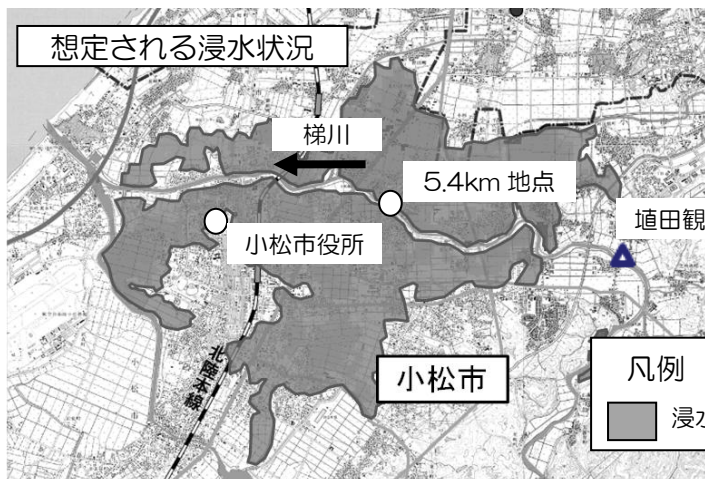 想定される浸水状況
梯川
5.4km 地点
小松市役所
埴田観
北陸本線
小松市
凡例
浸水